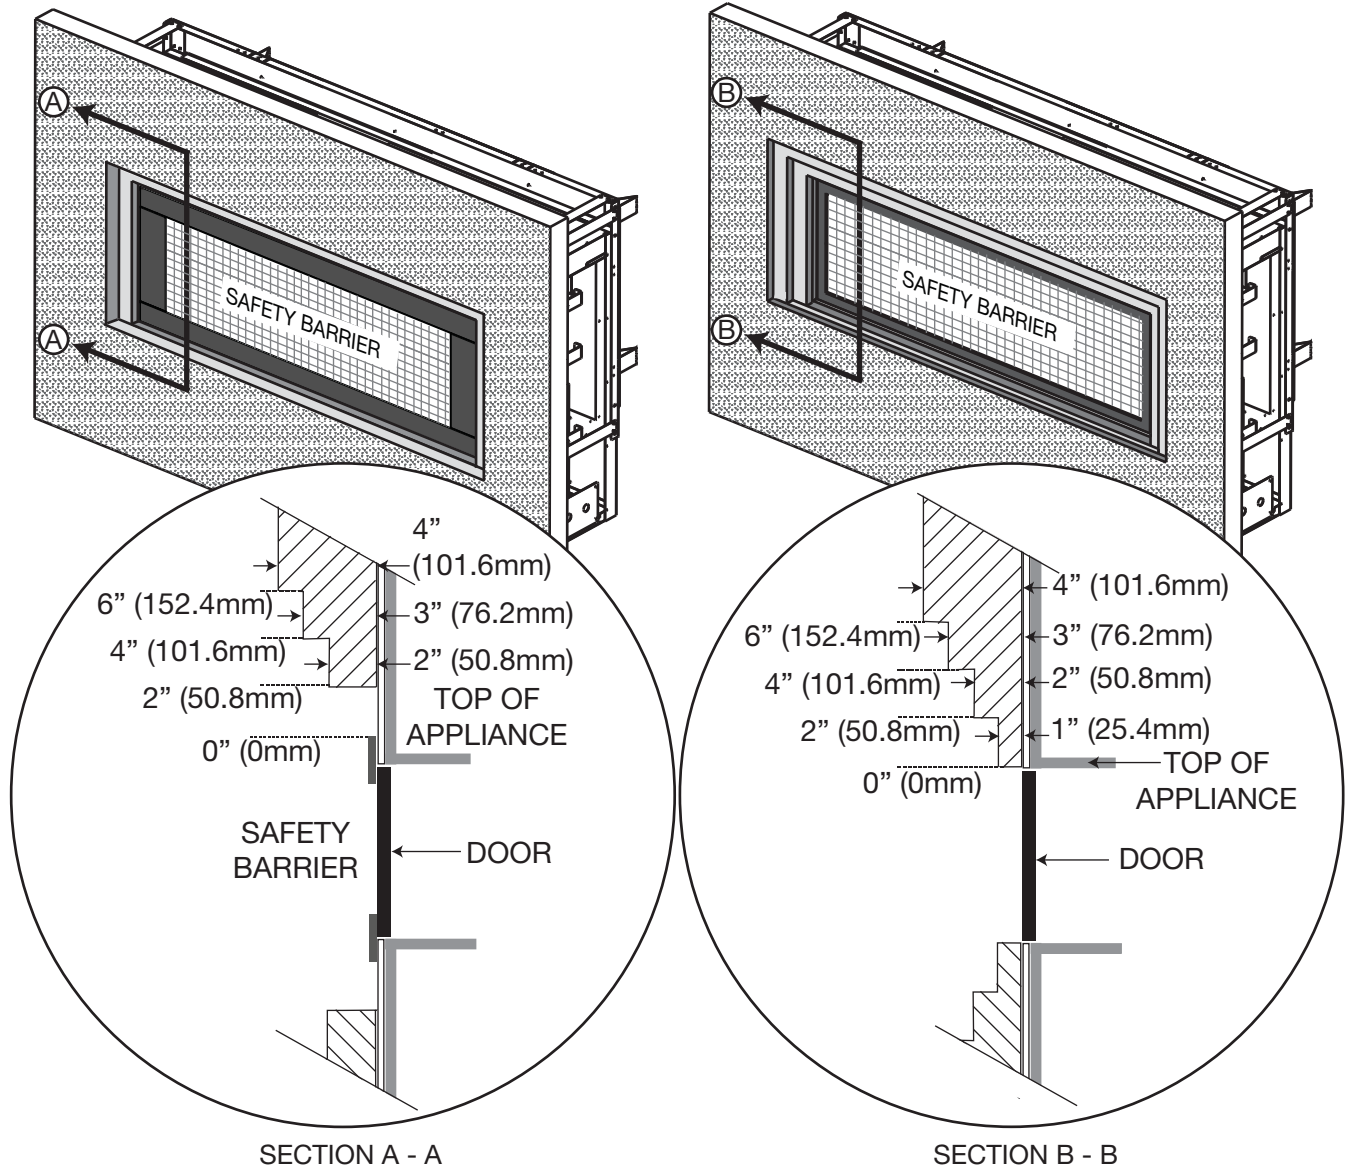 A
A
SAFETY BARRIER
B
B
SAFETY BARRIER
4”
(101.6mm)
6” (152.4mm)
3” (76.2mm)
4” (101.6mm)
2” (50.8mm)
2” (50.8mm)
TOP OF
APPLIANCE
0” (0mm)
SAFETY
BARRIER
DOOR
SECTION A - A
4” (101.6mm)
6” (152.4mm)
3” (76.2mm)
4” (101.6mm)
2” (50.8mm)
2” (50.8mm)
1” (25.4mm)
0” (0mm)
TOP OF
APPLIANCE
DOOR
SECTION B - B